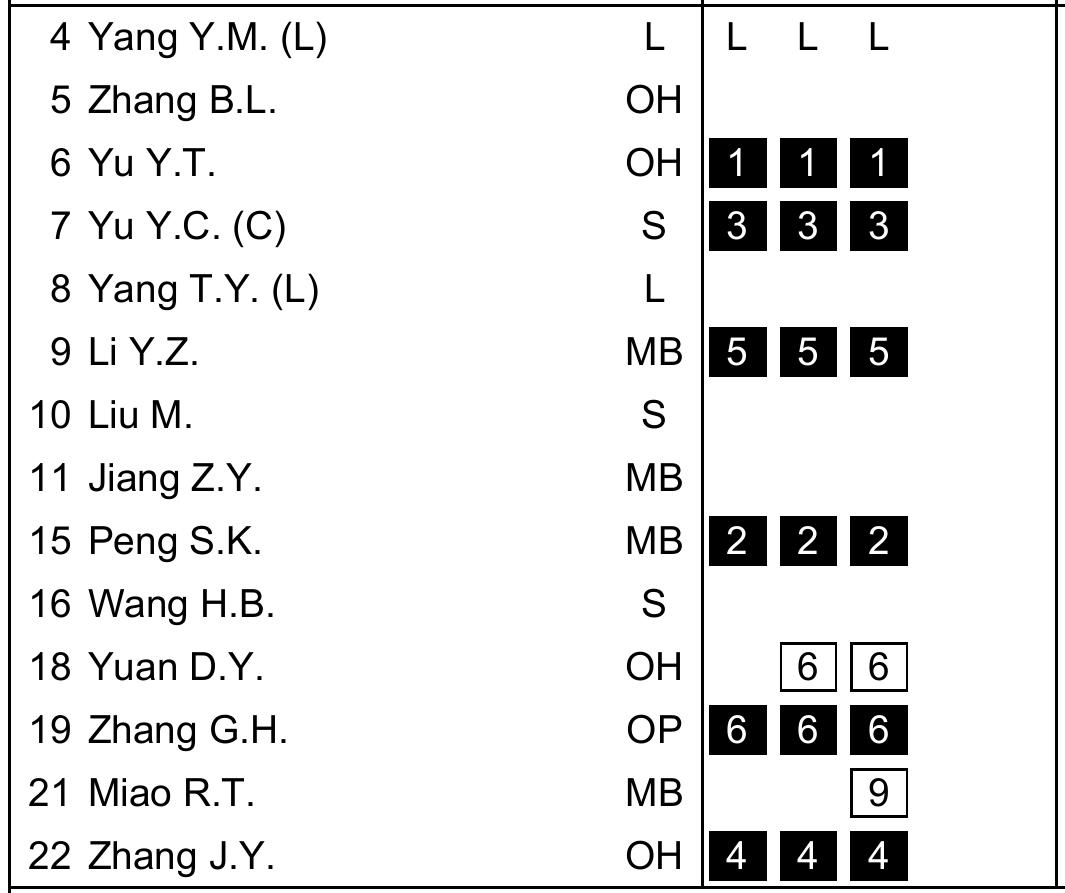 4 Yang Y.M. (L) L L L L
5 Zhang B.L. OH
6 Yu Y.T. OH 1 1 1
7 Yu Y.C. (C) S 3 3 3
8 Yang T.Y. (L) L
9 Li Y.Z. MB 5 5 5
10 Liu M. S
11 Jiang Z.Y. MB
15 Peng S.K. MB 2 2 2
16 Wang H.B. S
18 Yuan D.Y. OH 6 6
19 Zhang G.H. OP 6 6 6
21 Miao R.T. MB 9
22 Zhang J.Y. OH 4 4 4